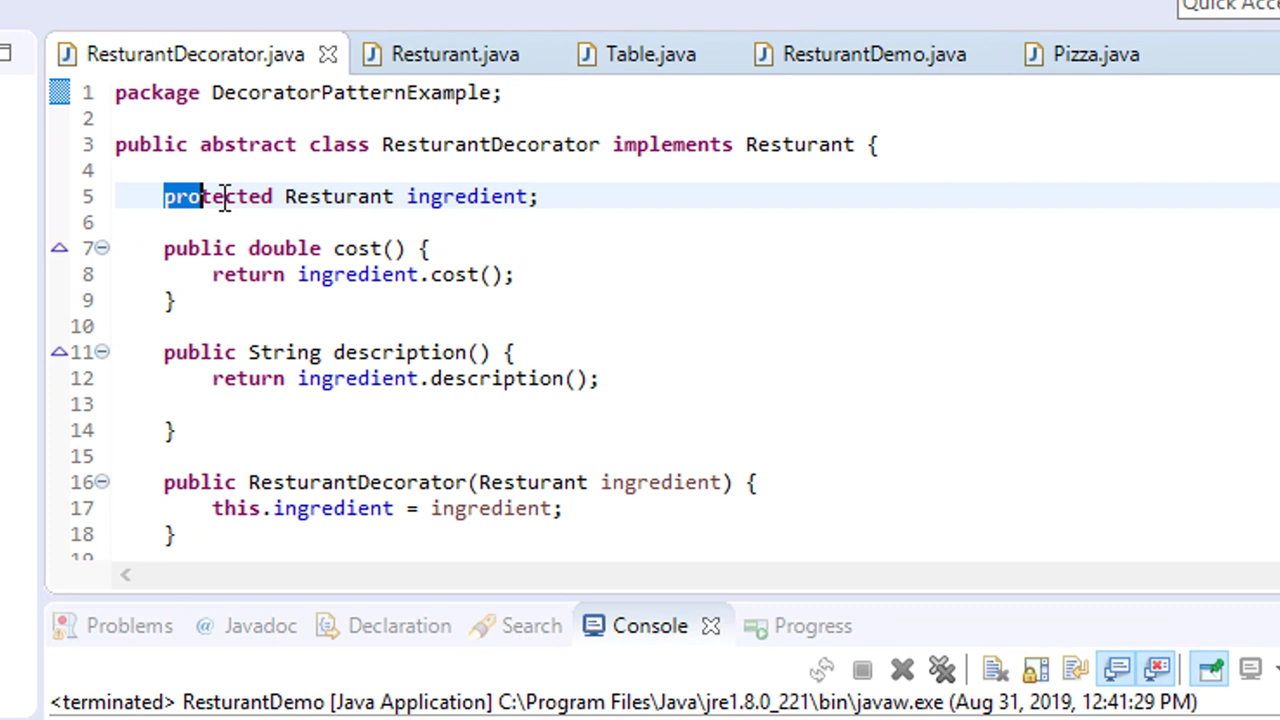 Quick Acce
ResturantDecorator.java Resturant.java Table.java ResturantDemo.java Pizza.java
1 package DecoratorPatternExample;
2
3 public abstract class ResturantDecorator implements Resturant {
4
5 protected Resturant ingredient;
6
7 public double cost() {
8 return ingredient.cost();
9 }
10
11 public String description() {
12 return ingredient.description();
13
14 }
15
16 public ResturantDecorator(Resturant ingredient) {
17 this.ingredient = ingredient;
18 }
19
Problems @ Javadoc Declaration Search Console Progress
<terminated> ResturantDemo [Java Application] C:\Program Files\Java\jre1.8.0_221\bin\javaw.exe (Aug 31, 2019, 12:41:29 PM)